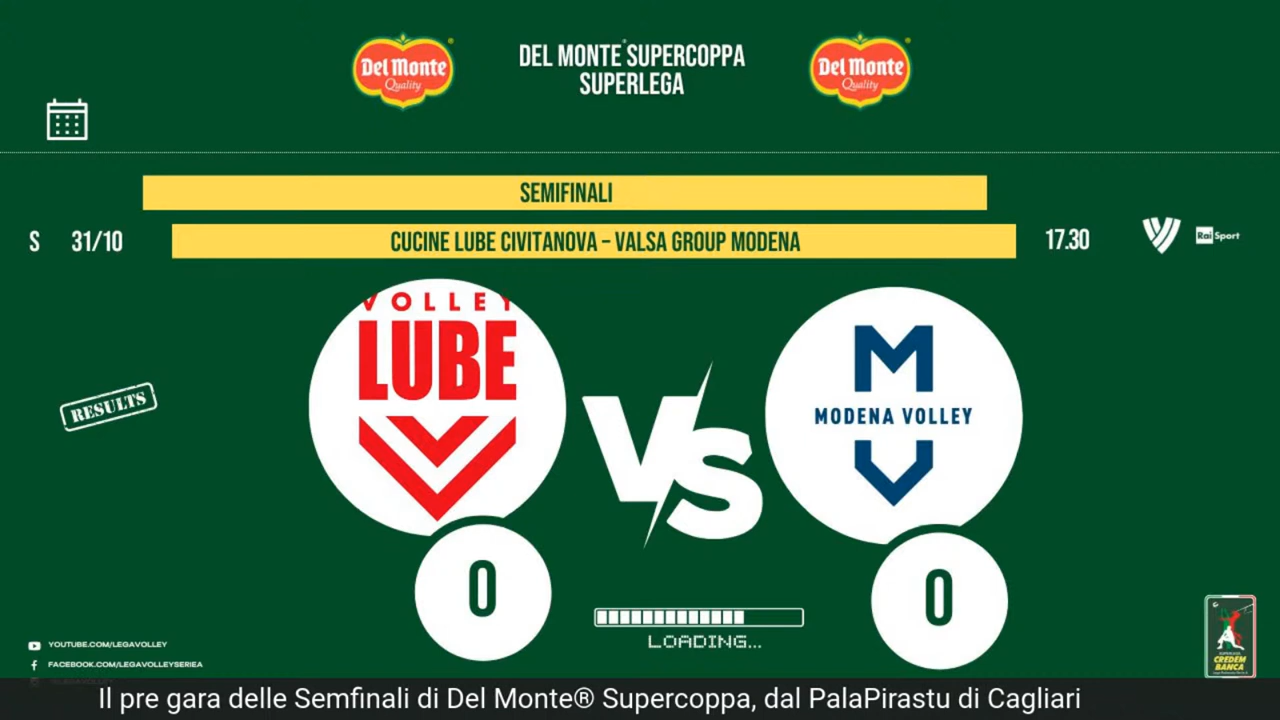 Del Monte
Quality
DEL MONTE® SUPERCOPPA
SUPERLEGA
Del Monte
Quality
SEMIFINALI
S 31/10
CUCINE LUBE CIVITANOVA – VALSA GROUP MODENA
17.30
Rai Sport
VOLLEY
LUBE
VS
M
MODENA VOLLEY
V
RESULTS
0
0
LOADING...
YOUTUBE.COM/LEGAVOLLEY
FACEBOOK.COM/LEGAVOLLEYSERIEA
SUPERLEGA
CREDEM
BANCA
Il pre gara delle Semfinali di Del Monte® Supercoppa, dal PalaPirastu di Cagliari